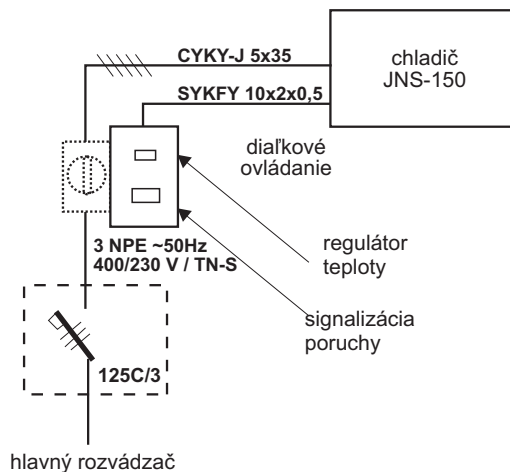 CYKY-J 5x35
chladič
JNS-150
SYKFY 10x2x0,5
diaľkové
ovládanie
regulátor
teploty
3 NPE ~50Hz
400/230 V / TN-S
signalizácia
poruchy
125C/3
hlavný rozvádzač